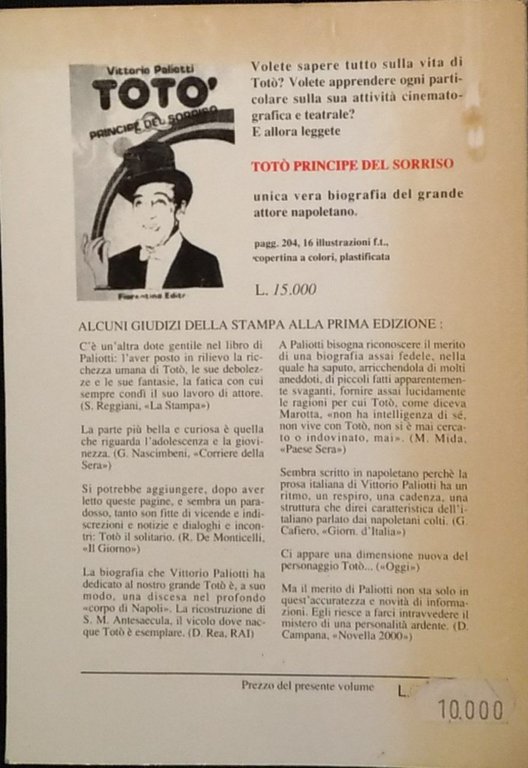 Vittorio Paliotti
TOTO'
PRINCIPE DEL SORRISO
Fiorentina Editr
Volete sapere tutto sulla vita di
Totò? Volete apprendere ogni parti-
colare sulla sua attività cinemato-
grafica e teatrale?
E allora leggete
TOTÒ PRINCIPE DEL SORRISO
unica vera biografia del grande
attore napoletano.
pagg. 204, 16 illustrazioni f.t.,
copertina a colori, plastificata
L. 15.000
ALCUNI GIUDIZI DELLA STAMPA ALLA PRIMA EDIZIONE :
C'è un'altra dote gentile nel libro di
Paliotti: l'aver posto in rilievo la ric-
chezza umana di Totò, le sue debolez-
ze e le sue fantasie, la fatica con cui
sempre condì il suo lavoro di attore.
(S. Reggiani, «La Stampa»)
La parte più bella e curiosa è quella
che riguarda l'adolescenza e la giovi-
nezza. (G. Nascimbeni, «Corriere della
Sera»)
Si potrebbe aggiungere, dopo aver
letto queste pagine, e sembra un para-
dosso, tanto son fitte di vicende e indi-
screzioni e notizie e dialoghi e incon-
tri: Totò il solitario. (R. De Monticelli,
«Il Giorno»)
La biografia che Vittorio Paliotti ha
dedicato al nostro grande Totò è, a suo
modo, una discesa nel profondo
«corpo di Napoli». La ricostruzione di
S. M. Antesaecula, il vicolo dove nac-
que Totò è esemplare. (D. Rea, RAI)
A Paliotti bisogna riconoscere il merito
di una biografia assai fedele, nella
quale ha saputo, arricchendola di molti
aneddoti, di piccoli fatti apparentemen-
te svaganti, fornire assai lucidamente
le ragioni per cui Totò, come diceva
Marotta, «non ha intelligenza di sé,
non vive con Totò, non si è mai cerca-
to o indovinato, mai». (M. Mida,
«Paese Sera»)
Sembra scritto in napoletano perchè la
prosa italiana di Vittorio Paliotti ha un
ritmo, un respiro, una cadenza, una
struttura che direi caratteristica dell'i-
taliano parlato dai napoletani colti. (G.
Cafiero, «Giorn. d'Italia»)
Ci appare una dimensione nuova del
personaggio Totò... («Oggi»)
Ma il merito di Paliotti non sta solo in
quest'accuratezza e novità di informa-
zioni. Egli riesce a farci intravvedere il
mistero di una personalità ardente. (D.
Campana, «Novella 2000»)
Prezzo del presente volume L.
10.000